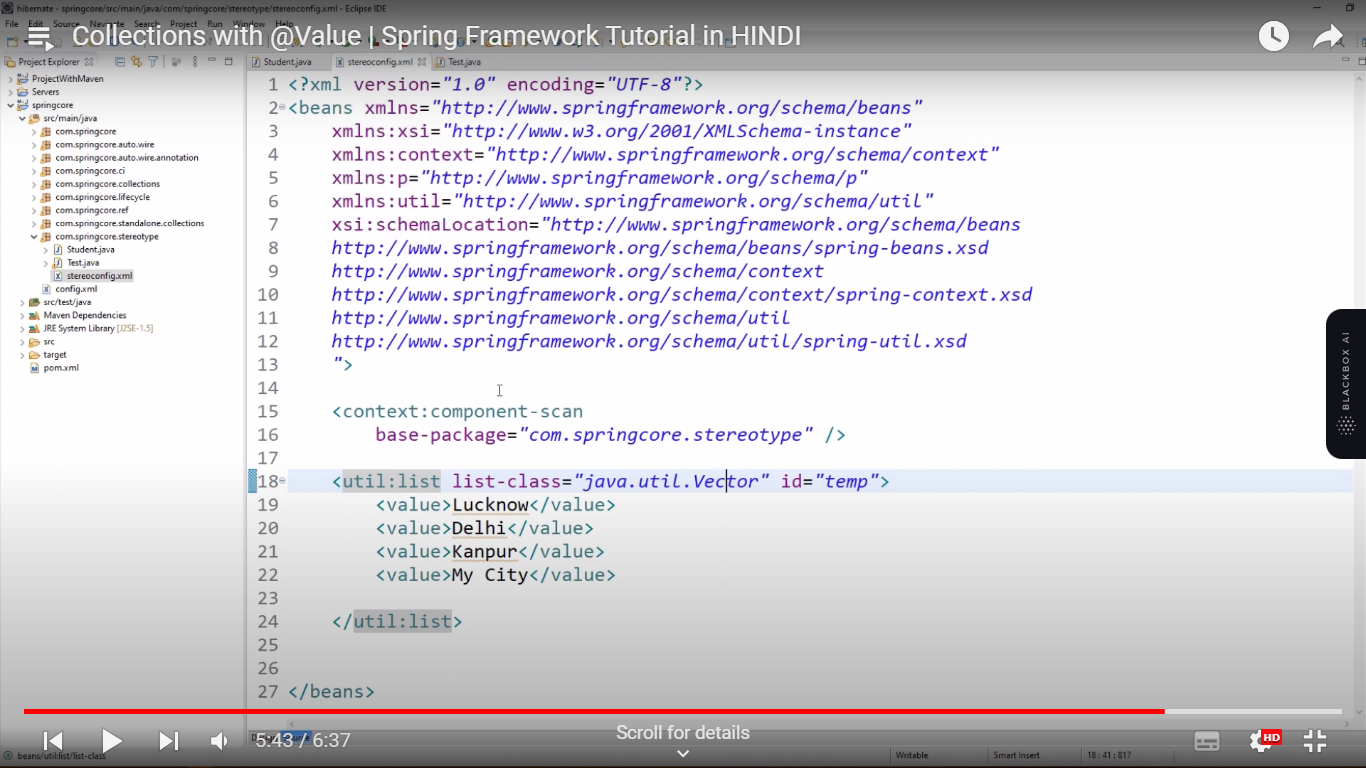 hibernate - springcore/src/main/java/com/springcore/stereotype/stereoconfig.xml - Eclipse IDE
File Edit Source Navigate Search Project Run Window Help
Collections with @Value | Spring Framework Tutorial in HINDI
Project Explorer
Student.java
stereoconfig.xml
Test.java
ProjectWithMaven
Servers
springcore
src/main/java
com.springcore
com.springcore.auto.wire
com.springcore.auto.wire.annotation
com.springcore.ci
com.springcore.collections
com.springcore.lifecycle
com.springcore.ref
com.springcore.standalone.collections
com.springcore.stereotype
Student.java
Test.java
stereoconfig.xml
config.xml
src/test/java
Maven Dependencies
JRE System Library [J2SE-1.5]
src
target
pom.xml
1 <?xml version="1.0" encoding="UTF-8"?>
2 <beans xmlns="http://www.springframework.org/schema/beans"
3 xmlns:xsi="http://www.w3.org/2001/XMLSchema-instance"
4 xmlns:context="http://www.springframework.org/schema/context"
5 xmlns:p="http://www.springframework.org/schema/p"
6 xmlns:util="http://www.springframework.org/schema/util"
7 xsi:schemaLocation="http://www.springframework.org/schema/beans
8 http://www.springframework.org/schema/beans/spring-beans.xsd
9 http://www.springframework.org/schema/context
10 http://www.springframework.org/schema/context/spring-context.xsd
11 http://www.springframework.org/schema/util
12 http://www.springframework.org/schema/util/spring-util.xsd
13 ">
14
15 <context:component-scan
16 base-package="com.springcore.stereotype" />
17
18 <util:list list-class="java.util.Vector" id="temp">
19 <value>Lucknow</value>
20 <value>Delhi</value>
21 <value>Kanpur</value>
22 <value>My City</value>
23
24 </util:list>
25
26
27 </beans>
BLACKBOX AI
Scroll for details
5:43 / 6:37
HD
beans/util:list/list-class
Writable
Smart Insert
18 : 41 : 817